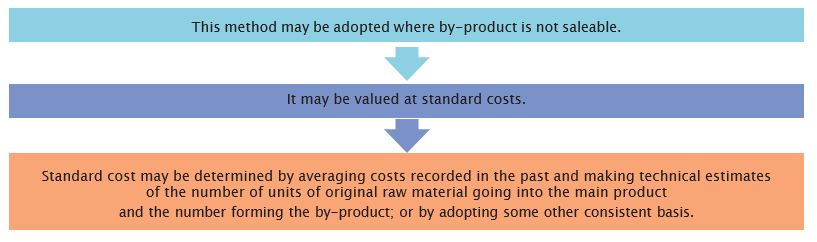 This method may be adopted where by-product is not saleable.
It may be valued at standard costs.
Standard cost may be determined by averaging costs recorded in the past and making technical estimates
of the number of units of original raw material going into the main product
and the number forming the by-product; or by adopting some other consistent basis.